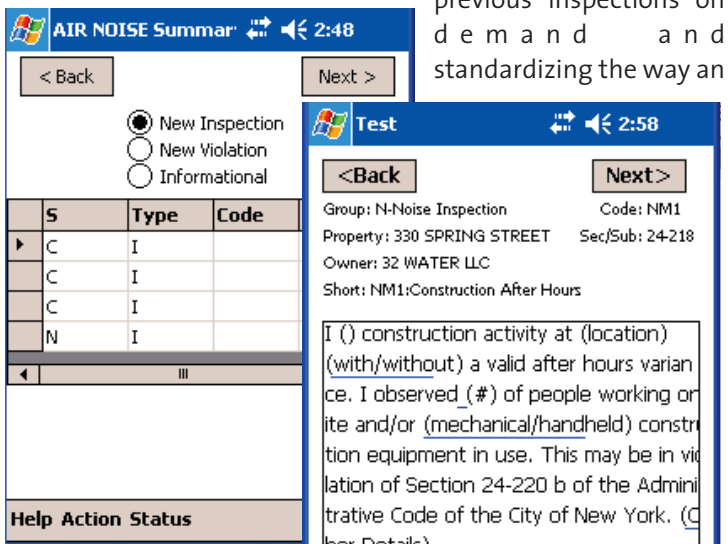 previous inspections on
demand and
standardizing the way an
AIR NOISE Summar 2:48
< Back Next >
New Inspection
New Violation
Informational
S Type Code
C I
C I
C I
N I
Help Action Status
Test 2:58
<Back Next>
Group: N-Noise Inspection Code: NM1
Property: 330 SPRING STREET Sec/Sub: 24-218
Owner: 32 WATER LLC
Short: NM1:Construction After Hours
I () construction activity at (location)
(with/without) a valid after hours varian
ce. I observed (#) of people working on
ite and/or (mechanical/handheld) constru
tion equipment in use. This may be in vio
lation of Section 24-220 b of the Admini
trative Code of the City of New York. (O
her Details)